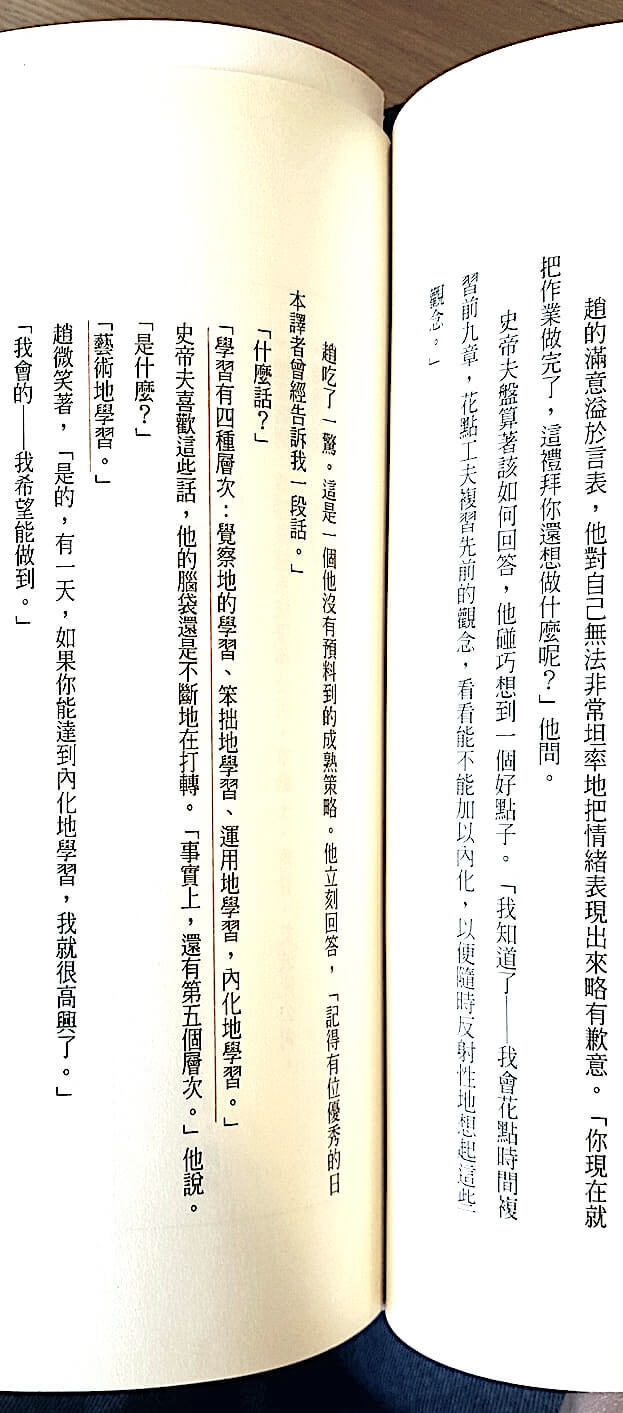 趙的滿意溢於言表，他對自己無法非常坦率地把情緒表現出來略有歉意。「你現在就
把作業做完了，這禮拜你還想做什麼呢？」他問。
史帝夫盤算著該如何回答，他碰巧想到一個好點子。「我知道了——我會花點時間複
習前九章，花點工夫複習先前的觀念，看看能不能加以內化，以便隨時反射性地想起這些
觀念。」
趙吃了一驚。這是一個他沒有預料到的成熟策略。他立刻回答，「記得有位優秀的日
本譯者曾經告訴我一段話。」
「什麼話？」
「學習有四種層次：覺察地的學習、笨拙地學習、運用地學習，內化地學習。」
史帝夫喜歡這些話，他的腦袋還是不斷地在打轉。「事實上，還有第五個層次。」他說。
「是什麼？」
「藝術地學習。」
趙微笑著，「是的，有一天，如果你能達到內化地學習，我就很高興了。」
「我會的——我希望能做到。」